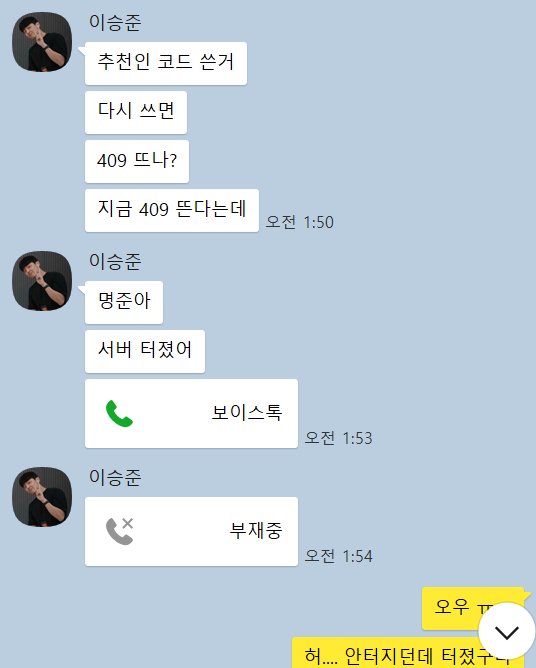 이승준
추천인 코드 쓴거
다시 쓰면
409 뜨나?
지금 409 뜬다는데
오전 1:50
이승준
명준아
서버 터졌어
보이스톡
오전 1:53
이승준
부재중
오전 1:54
오우
허.... 안터지던데